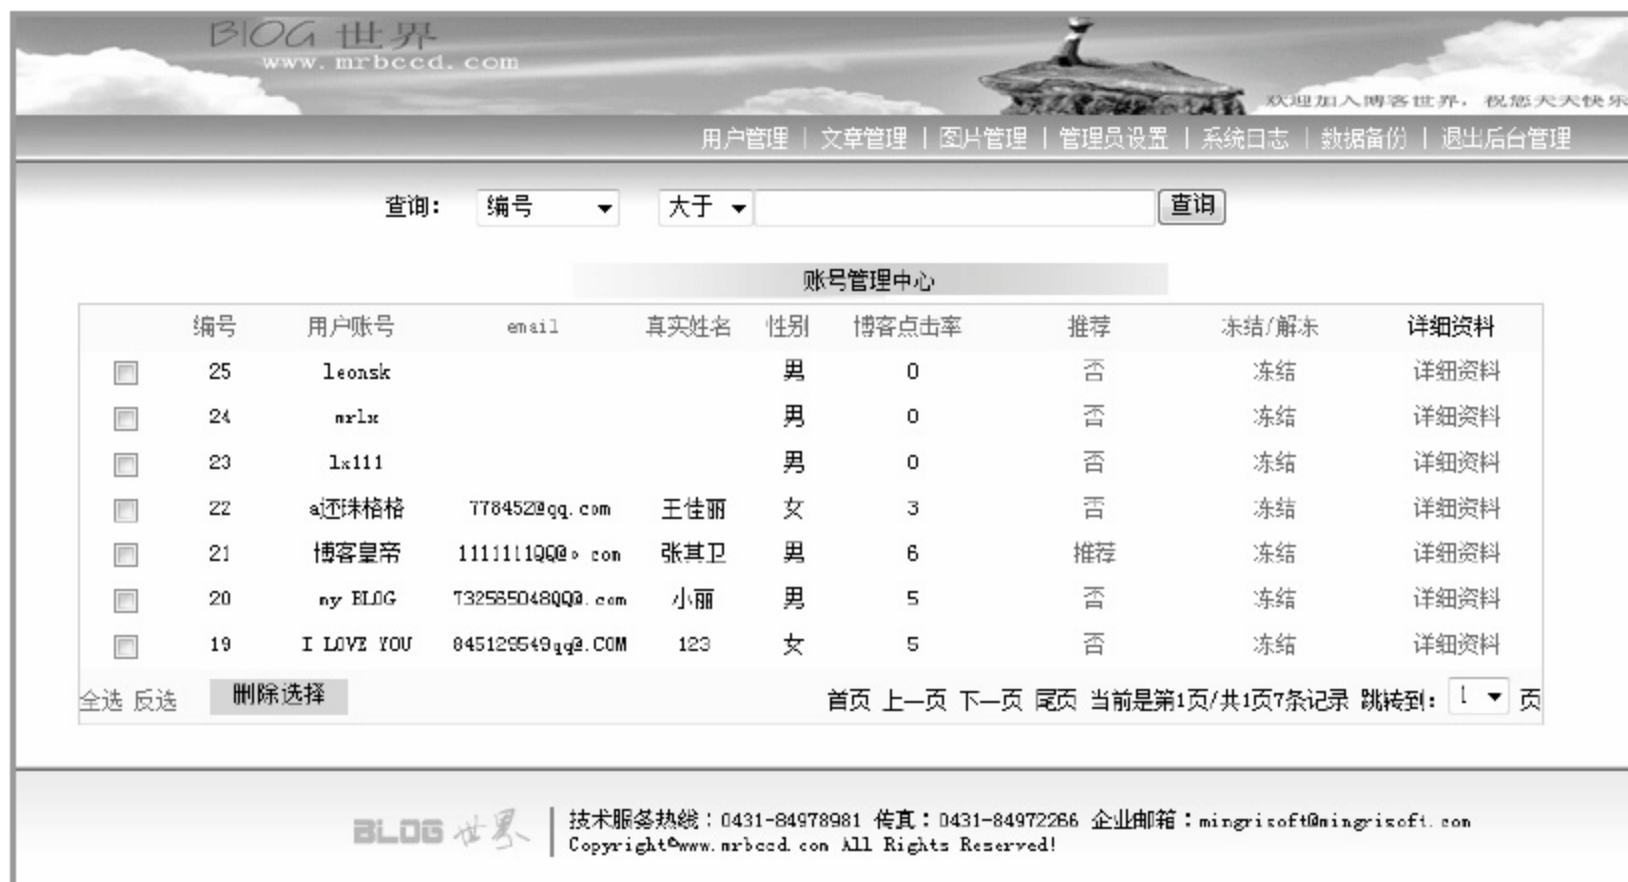 BlOG 世界
www.mrbccd.com
欢迎加入博客世界，祝您天天快乐
用户管理 | 文章管理 | 图片管理 | 管理员设置 | 系统日志 | 数据备份 | 退出后台管理
查询： 编号 大于 查询
账号管理中心
编号 用户账号 email 真实姓名 性别 博客点击率 推荐 冻结/解冻 详细资料
25 leonsk 男 0 否 冻结 详细资料
24 mrlx 男 0 否 冻结 详细资料
23 lx111 男 0 否 冻结 详细资料
22 a还珠格格 778452@qq.com 王佳丽 女 3 否 冻结 详细资料
21 博客皇帝 张其卫 男 6 推荐 冻结 详细资料
20 my BLOG 732565048QQ@.com 小丽 男 5 否 冻结 详细资料
19 I LOVE YOU 845129549qq@.COM 123 女 5 否 冻结 详细资料
全选 反选 删除选择 首页 上一页 下一页 尾页 当前是第1页/共1页7条记录 跳转到： 1 页
BLOG 世界
技术服务热线：0431-84978981 传真：0431-84972266 企业邮箱：mingrisoft@mingrisoft.com
Copyright©www.mrbccd.com All Rights Reserved!